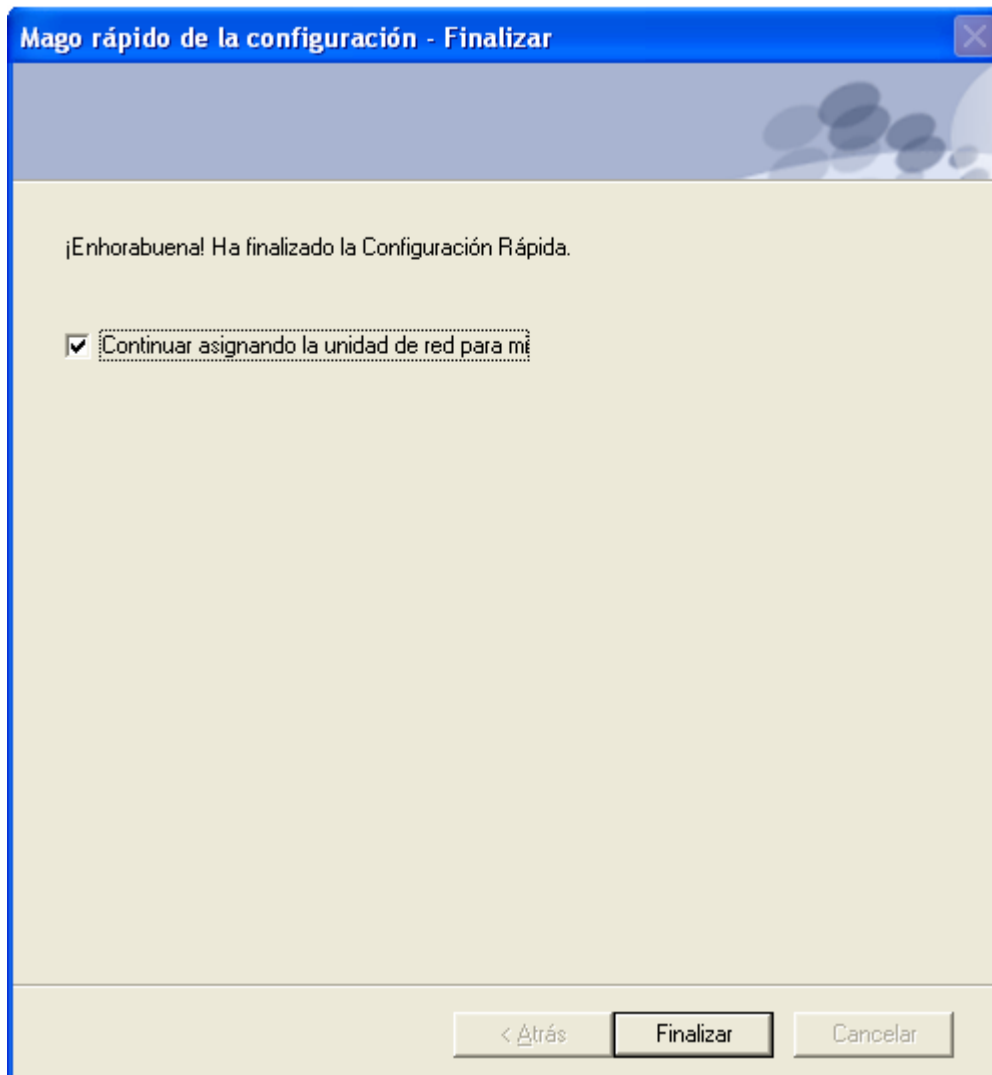 Mago rápido de la configuración - Finalizar
¡Enhorabuena! Ha finalizado la Configuración Rápida.
Continuar asignando la unidad de red para mi
< Atrás
Finalizar
Cancelar